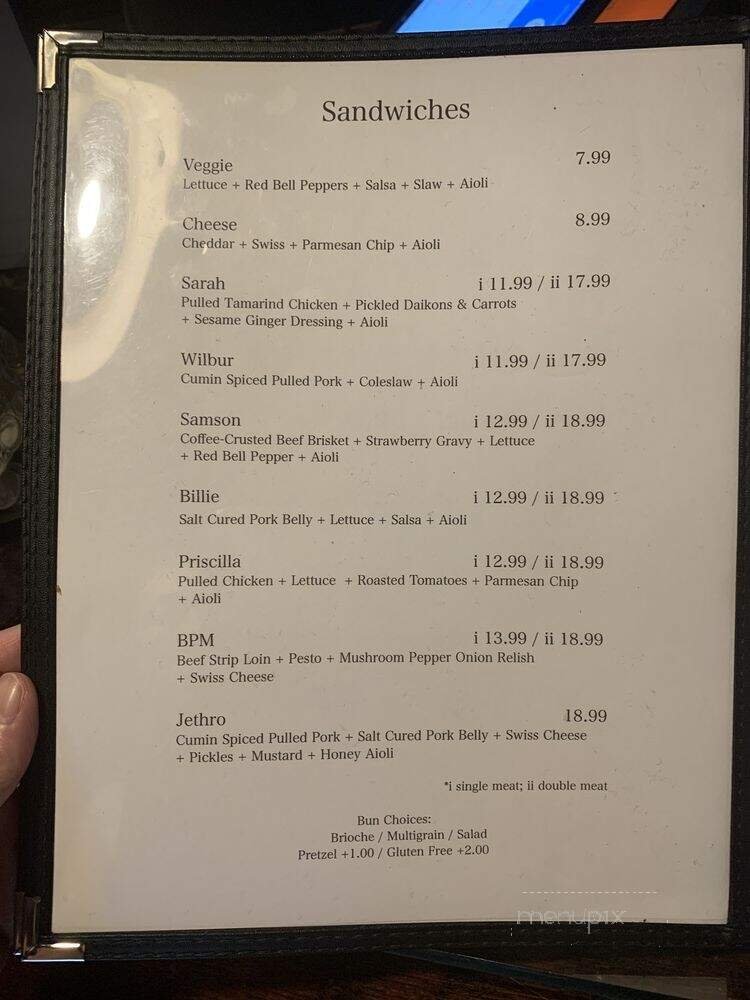 Sandwiches
Veggie 7.99
Lettuce + Red Bell Peppers + Salsa + Slaw + Aioli
Cheese 8.99
Cheddar + Swiss + Parmesan Chip + Aioli
Sarah i 11.99 / ii 17.99
Pulled Tamarind Chicken + Pickled Daikons & Carrots
+ Sesame Ginger Dressing + Aioli
Wilbur i 11.99 / ii 17.99
Cumin Spiced Pulled Pork + Coleslaw + Aioli
Samson i 12.99 / ii 18.99
Coffee-Crusted Beef Brisket + Strawberry Gravy + Lettuce
+ Red Bell Pepper + Aioli
Billie i 12.99 / ii 18.99
Salt Cured Pork Belly + Lettuce + Salsa + Aioli
Priscilla i 12.99 / ii 18.99
Pulled Chicken + Lettuce + Roasted Tomatoes + Parmesan Chip
+ Aioli
BPM i 13.99 / ii 18.99
Beef Strip Loin + Pesto + Mushroom Pepper Onion Relish
+ Swiss Cheese
Jethro 18.99
Cumin Spiced Pulled Pork + Salt Cured Pork Belly + Swiss Cheese
+ Pickles + Mustard + Honey Aioli
*i single meat; ii double meat
Bun Choices:
Brioche / Multigrain / Salad
Pretzel +1.00 / Gluten Free +2.00
menupix